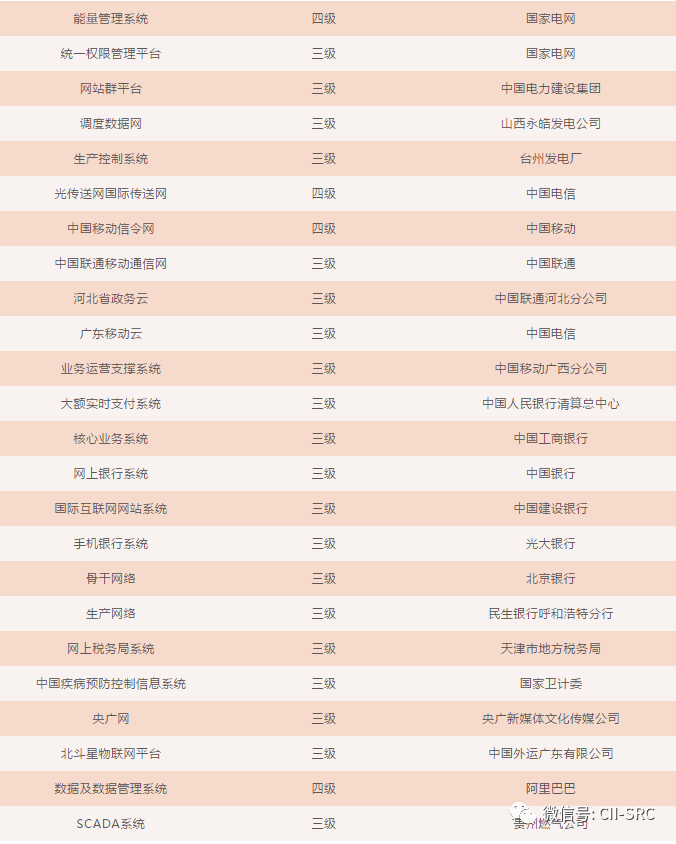 能量管理系统 四级 国家电网
统一权限管理平台 三级 国家电网
网站群平台 三级 中国电力建设集团
调度数据网 三级 山西永皓发电公司
生产控制系统 三级 台州发电厂
光传送网国际传送网 四级 中国电信
中国移动信令网 四级 中国移动
中国联通移动通信网 三级 中国联通
河北省政务云 三级 中国联通河北分公司
广东移动云 三级 中国电信
业务运营支撑系统 三级 中国移动广西分公司
大额实时支付系统 三级 中国人民银行清算总中心
核心业务系统 三级 中国工商银行
网上银行系统 三级 中国银行
国际互联网网站系统 三级 中国建设银行
手机银行系统 三级 光大银行
骨干网络 三级 北京银行
生产网络 三级 民生银行呼和浩特分行
网上税务局系统 三级 天津市地方税务局
中国疾病预防控制信息系统 三级 国家卫计委
央广网 三级 央广新媒体文化传媒公司
北斗星物联网平台 三级 中国外运广东有限公司
数据及数据管理系统 四级 阿里巴巴
微信号: CII-SRC
SCADA系统 三级 州燃气公司